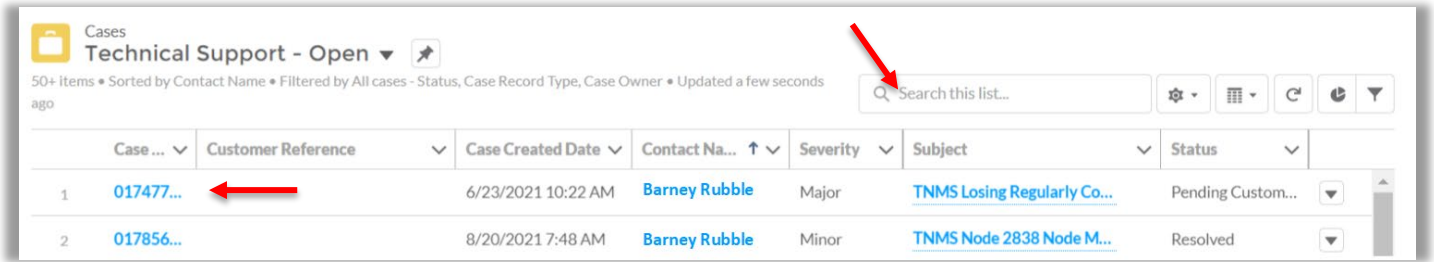 Cases
Technical Support - Open
50+ items • Sorted by Contact Name • Filtered by All cases - Status, Case Record Type, Case Owner • Updated a few seconds
ago
Search this list...
Case ... Customer Reference Case Created Date Contact Na... Severity Subject Status
1 017477... 6/23/2021 10:22 AM Barney Rubble Major TNMS Losing Regularly Co... Pending Custom...
2 017856... 8/20/2021 7:48 AM Barney Rubble Minor TNMS Node 2838 Node M... Resolved